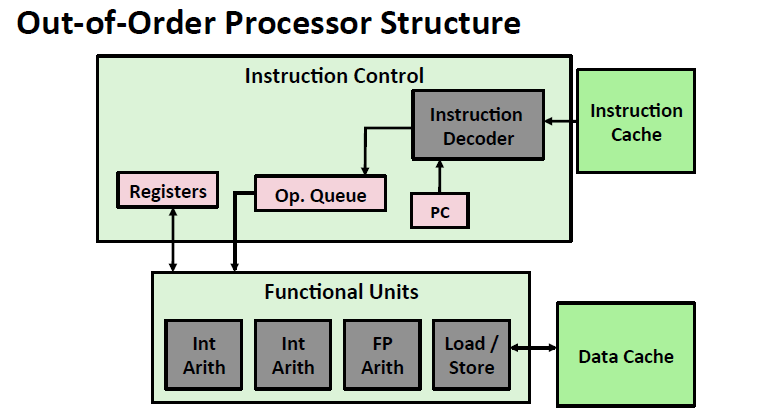 Out-of-Order Processor Structure
Instruction Control
Instruction
Decoder
Instruction
Cache
Registers
Op. Queue
PC
Functional Units
Int
Arith
Int
Arith
FP
Arith
Load /
Store
Data Cache